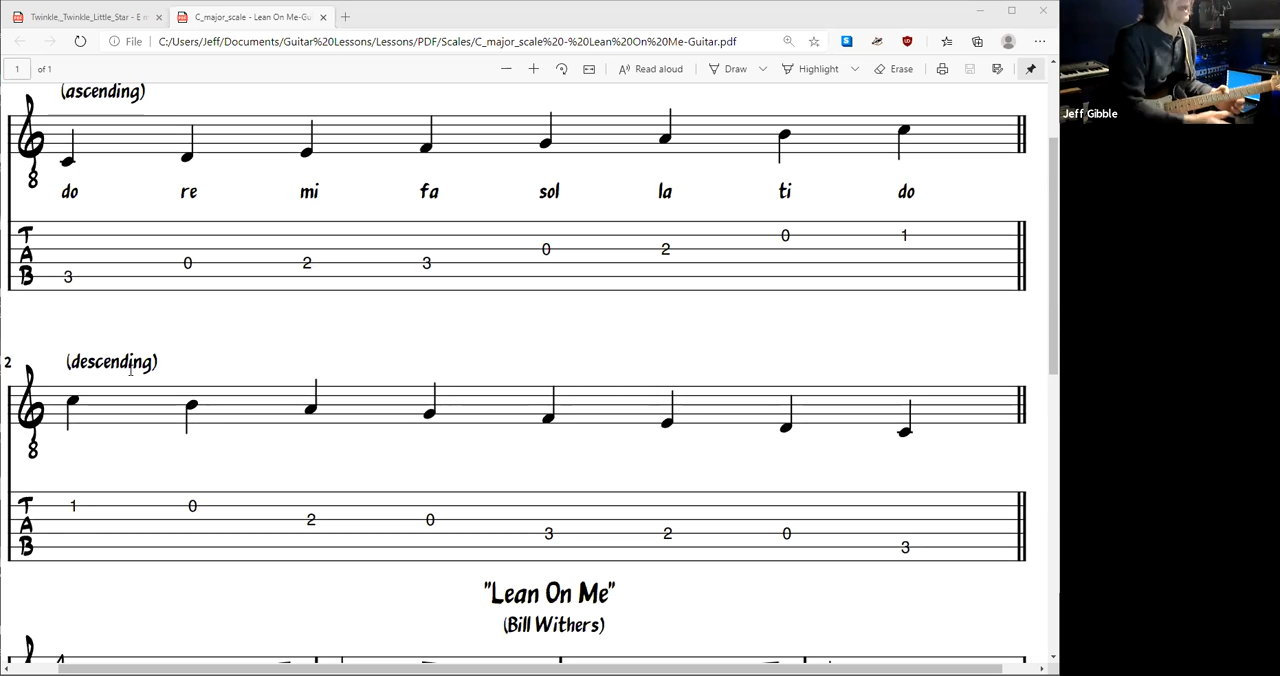 Twinkle_Twinkle_Little_Star - E m
C_major_scale - Lean On Me-Gu
File
C:/Users/Jeff/Documents/Guitar%20Lessons/Lessons/PDF/Scales/C_major_scale%20-%20Lean%20On%20Me-Guitar.pdf
1 of 1
Read aloud
Draw
Highlight
Erase
Jeff Gibble
(ascending)
8
do re mi fa sol la ti do
T A B
3 0 2 3 0 2 0 1
2 (descending)
8
T A B
1 0 2 0 3 2 0 3
"Lean On Me"
(Bill Withers)